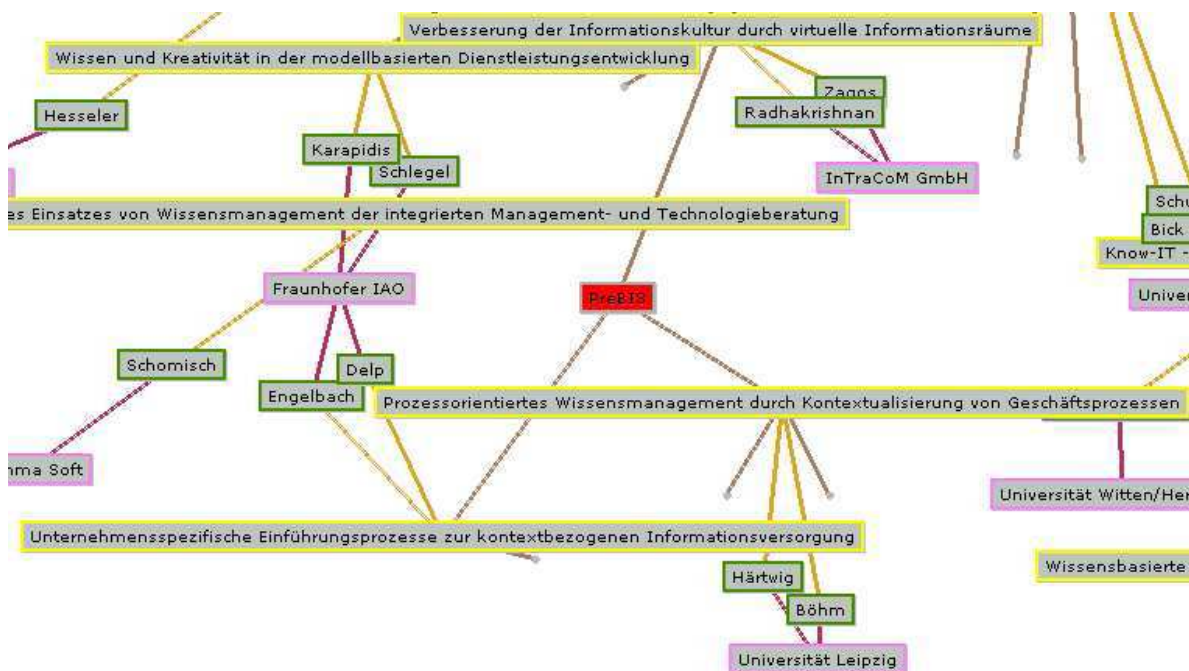 Verbesserung der Informationskultur durch virtuelle Informationsräume
Wissen und Kreativität in der modellbasierten Dienstleistungsentwicklung
Zagos
Hesseler
Radhakrishnan
Karapidis
Schlegel
InTraCoM GmbH
es Einsatzes von Wissensmanagement der integrierten Management- und Technologieberatung
Schu
Bick
Know-IT -
Fraunhofer IAO
PreBIS
Univer
Schomisch
Delp
Engelbach
Prozessorientiertes Wissensmanagement durch Kontextualisierung von Geschäftsprozessen
mma Soft
Universität Witten/Her
Unternehmensspezifische Einführungsprozesse zur kontextbezogenen Informationsversorgung
Wissensbasierte
Härtwig
Böhm
Universität Leipzig